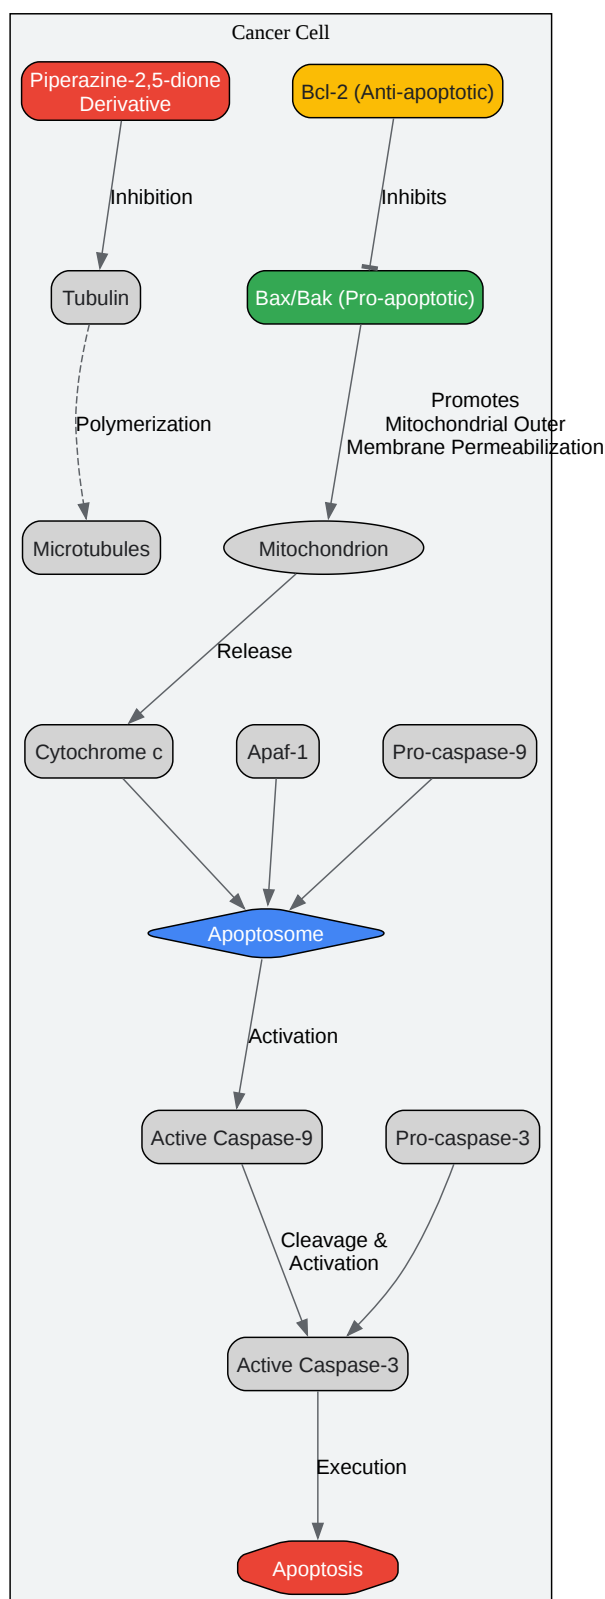 Cancer Cell
Piperazine-2,5-dione
Derivative
Bcl-2 (Anti-apoptotic)
Inhibition
Inhibits
Tubulin
Bax/Bak (Pro-apoptotic)
Polymerization
Promotes
Mitochondrial Outer
Membrane Permeabilization
Microtubules
Mitochondrion
Release
Cytochrome c
Apaf-1
Pro-caspase-9
Apoptosome
Activation
Active Caspase-9
Pro-caspase-3
Cleavage &
Activation
Active Caspase-3
Execution
Apoptosis